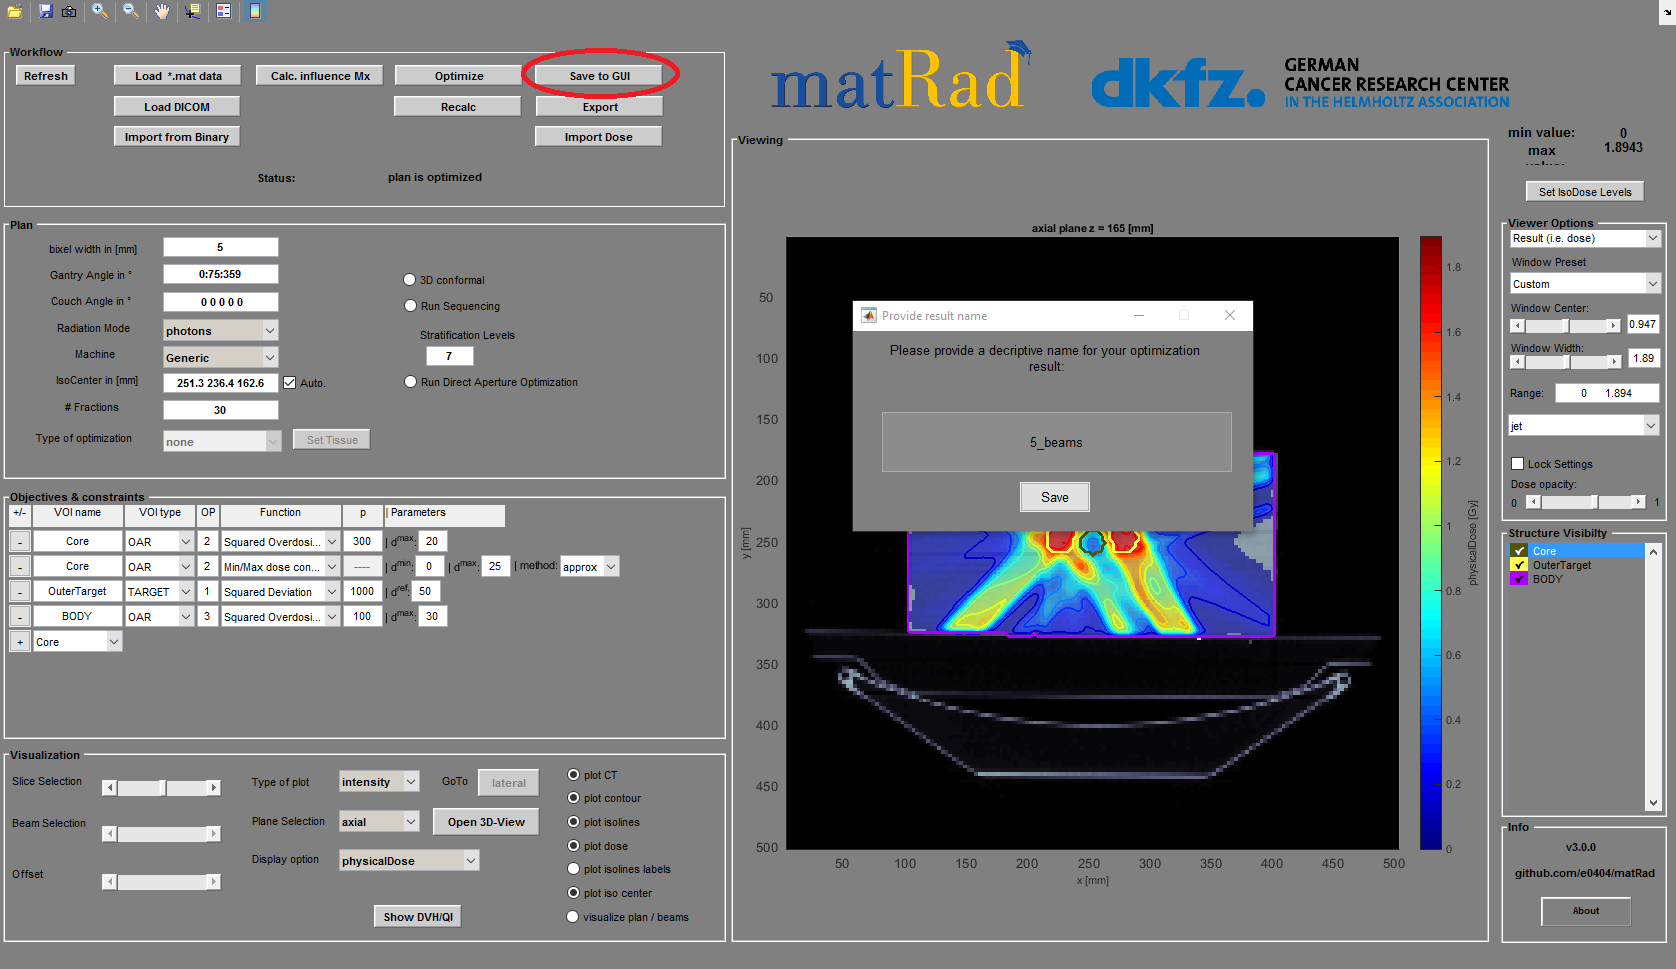 Workflow
Refresh
Load *.mat data
Calc. influence Mx
Optimize
Save to GUI
Load DICOM
Recalc
Export
Import from Binary
Import Dose
Status:
plan is optimized
matRad
dkfz.
GERMAN
CANCER RESEARCH CENTER
IN THE HELMHOLTZ ASSOCIATION
Plan
bixel width in [mm] 5
Gantry Angle in ° 0:75:359
Couch Angle in ° 0 0 0 0 0
Radiation Mode photons
Machine Generic
IsoCenter in [mm] 251.3 236.4 162.6 Auto.
# Fractions 30
Type of optimization none Set Tissue
3D conformal
Run Sequencing
Stratification Levels
7
Run Direct Aperture Optimization
Objectives & constraints
+/- VOI name VOI type OP Function p | Parameters
- Core OAR 2 Squared Overdosi... 300 | dmax: 20
- Core OAR 2 Min/Max dose con... ---- | dmin: 0 | dmax: 25 | method: approx
- OuterTarget TARGET 1 Squared Deviation 1000 | dref: 50
- BODY OAR 3 Squared Overdosi... 100 | dmax: 30
+ Core
Visualization
Slice Selection
Beam Selection
Offset
Type of plot intensity GoTo lateral
Plane Selection axial Open 3D-View
Display option physicalDose
Show DVH/QI
plot CT
plot contour
plot isolines
plot dose
plot isolines labels
plot iso center
visualize plan / beams
Viewing
axial plane z = 165 [mm]
50
100
150
200
250
300
350
400
450
500
y [mm]
50 100 150 200 250 300 350 400 450 500
x [mm]
1.8
1.6
1.4
1.2
1
0.8
0.6
0.4
0.2
0
physicalDose [Gy]
Provide result name
Please provide a decriptive name for your optimization
result:
5_beams
Save
min value: 0
max 1.8943
Set IsoDose Levels
Viewer Options
Result (i.e. dose)
Window Preset
Custom
Window Center:
0.947
Window Width:
1.89
Range: 0 1.894
jet
Lock Settings
Dose opacity:
0 1
Structure Visibilty
Core
OuterTarget
BODY
Info
v3.0.0
github.com/e0404/matRad
About